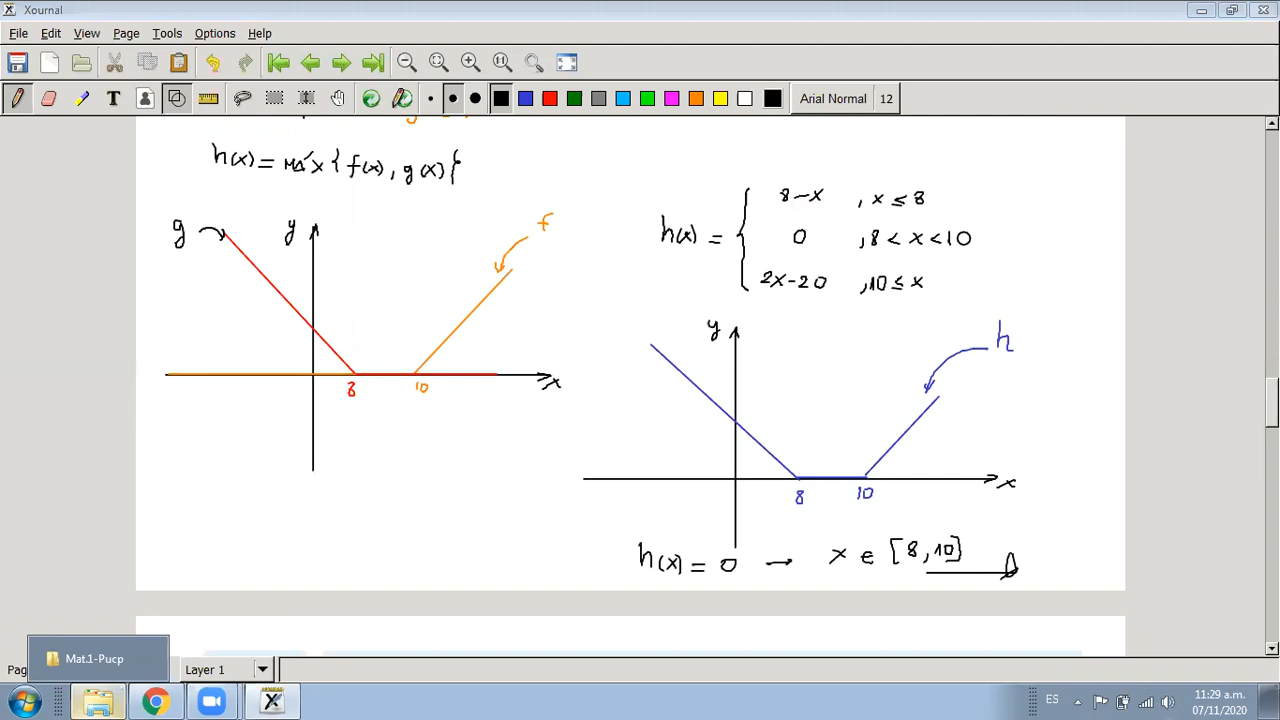 Xournal
File Edit View Page Tools Options Help
Arial Normal 12
h(x) = máx { f(x), g(x) }
g
y
f
8
10
x
h(x) = {
8-x , x ≤ 8
0 , 8 < x < 10
2x-20 , 10 ≤ x
y
h
8
10
x
h(x) = 0 → x ∈ [8,10]
Mat.1-Pucp
Pag
Layer 1
ES
11:29 a.m.
07/11/2020